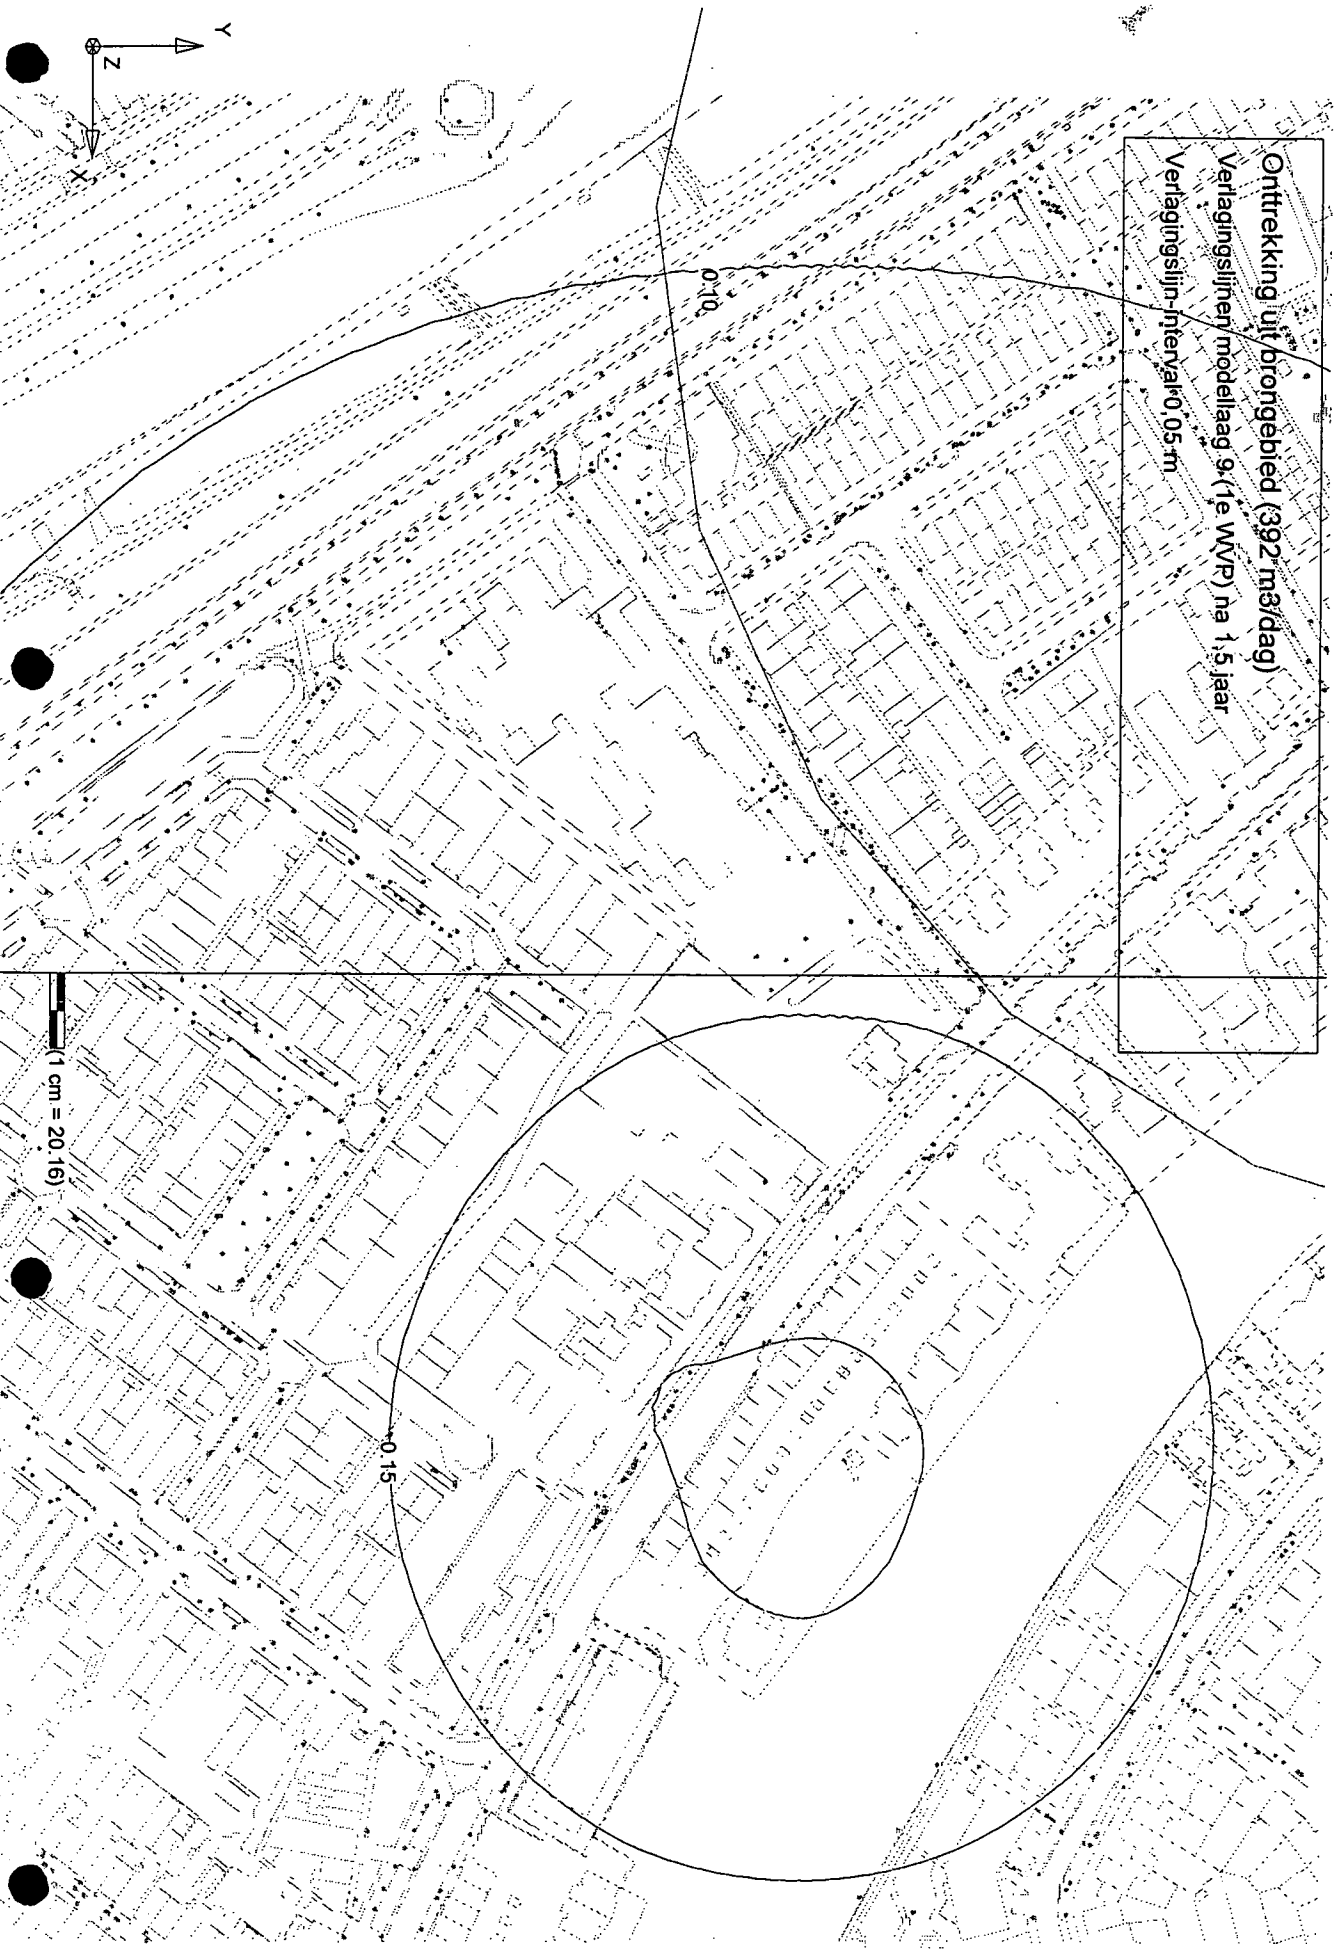 Onttrekking uit brongebied (392 m3/dag)
Verlagingslijnen modellaag 9 (1e WVP) na 1,5 jaar
Verlagingslijn-interval 0,05 m
Y
Z
X
0.10
0.15
(1 cm = 20.16)